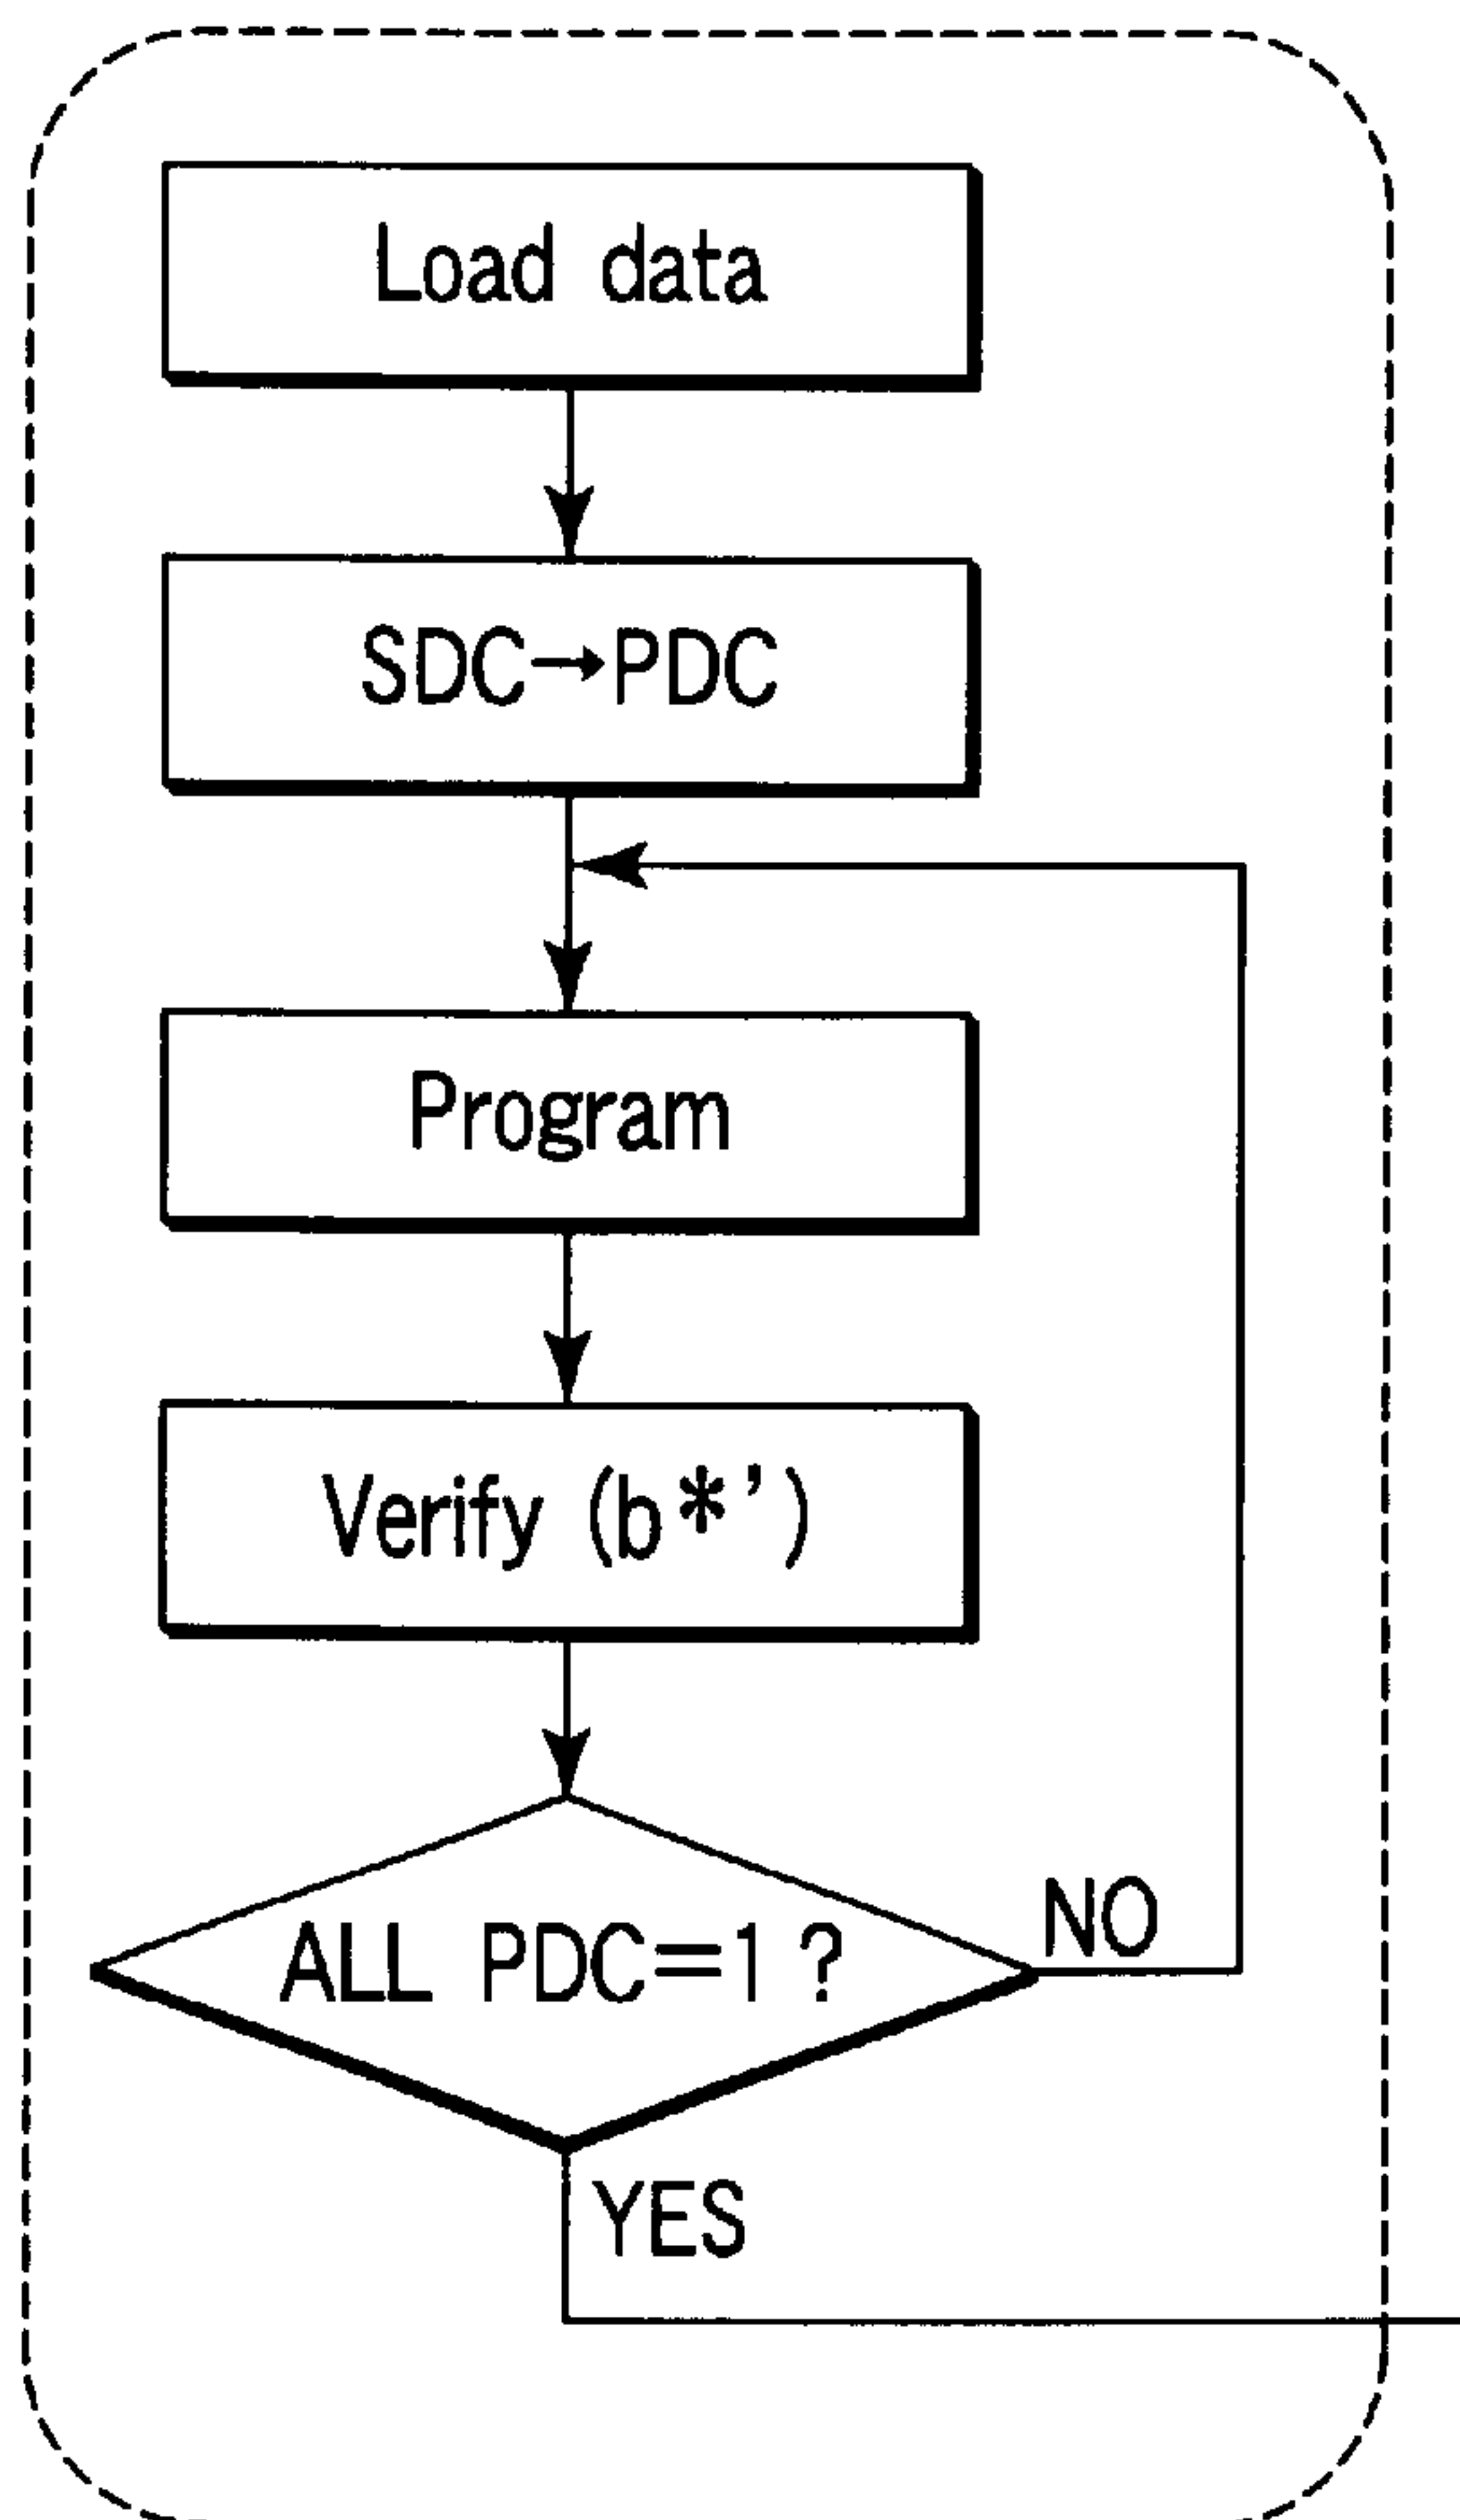 Load data
SDC→PDC
Program
Verify (b*')
ALL PDC=1 ?
NO
YES